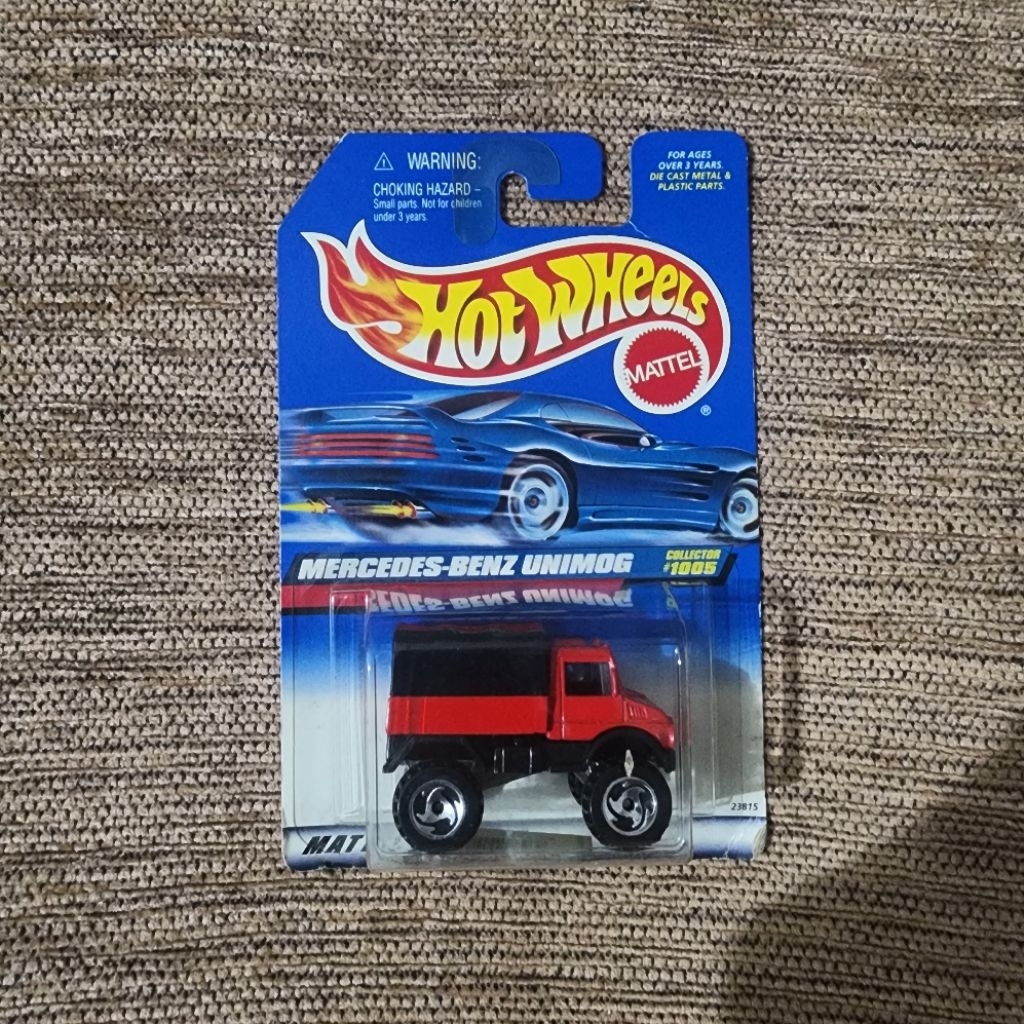 ⚠ WARNING:
CHOKING HAZARD –
Small parts. Not for children
under 3 years.
FOR AGES
OVER 3 YEARS.
DIE CAST METAL &
PLASTIC PARTS.
HOT WHEELS
MATTEL
®
MERCEDES-BENZ UNIMOG
COLLECTOR
#1005
23815
MAT